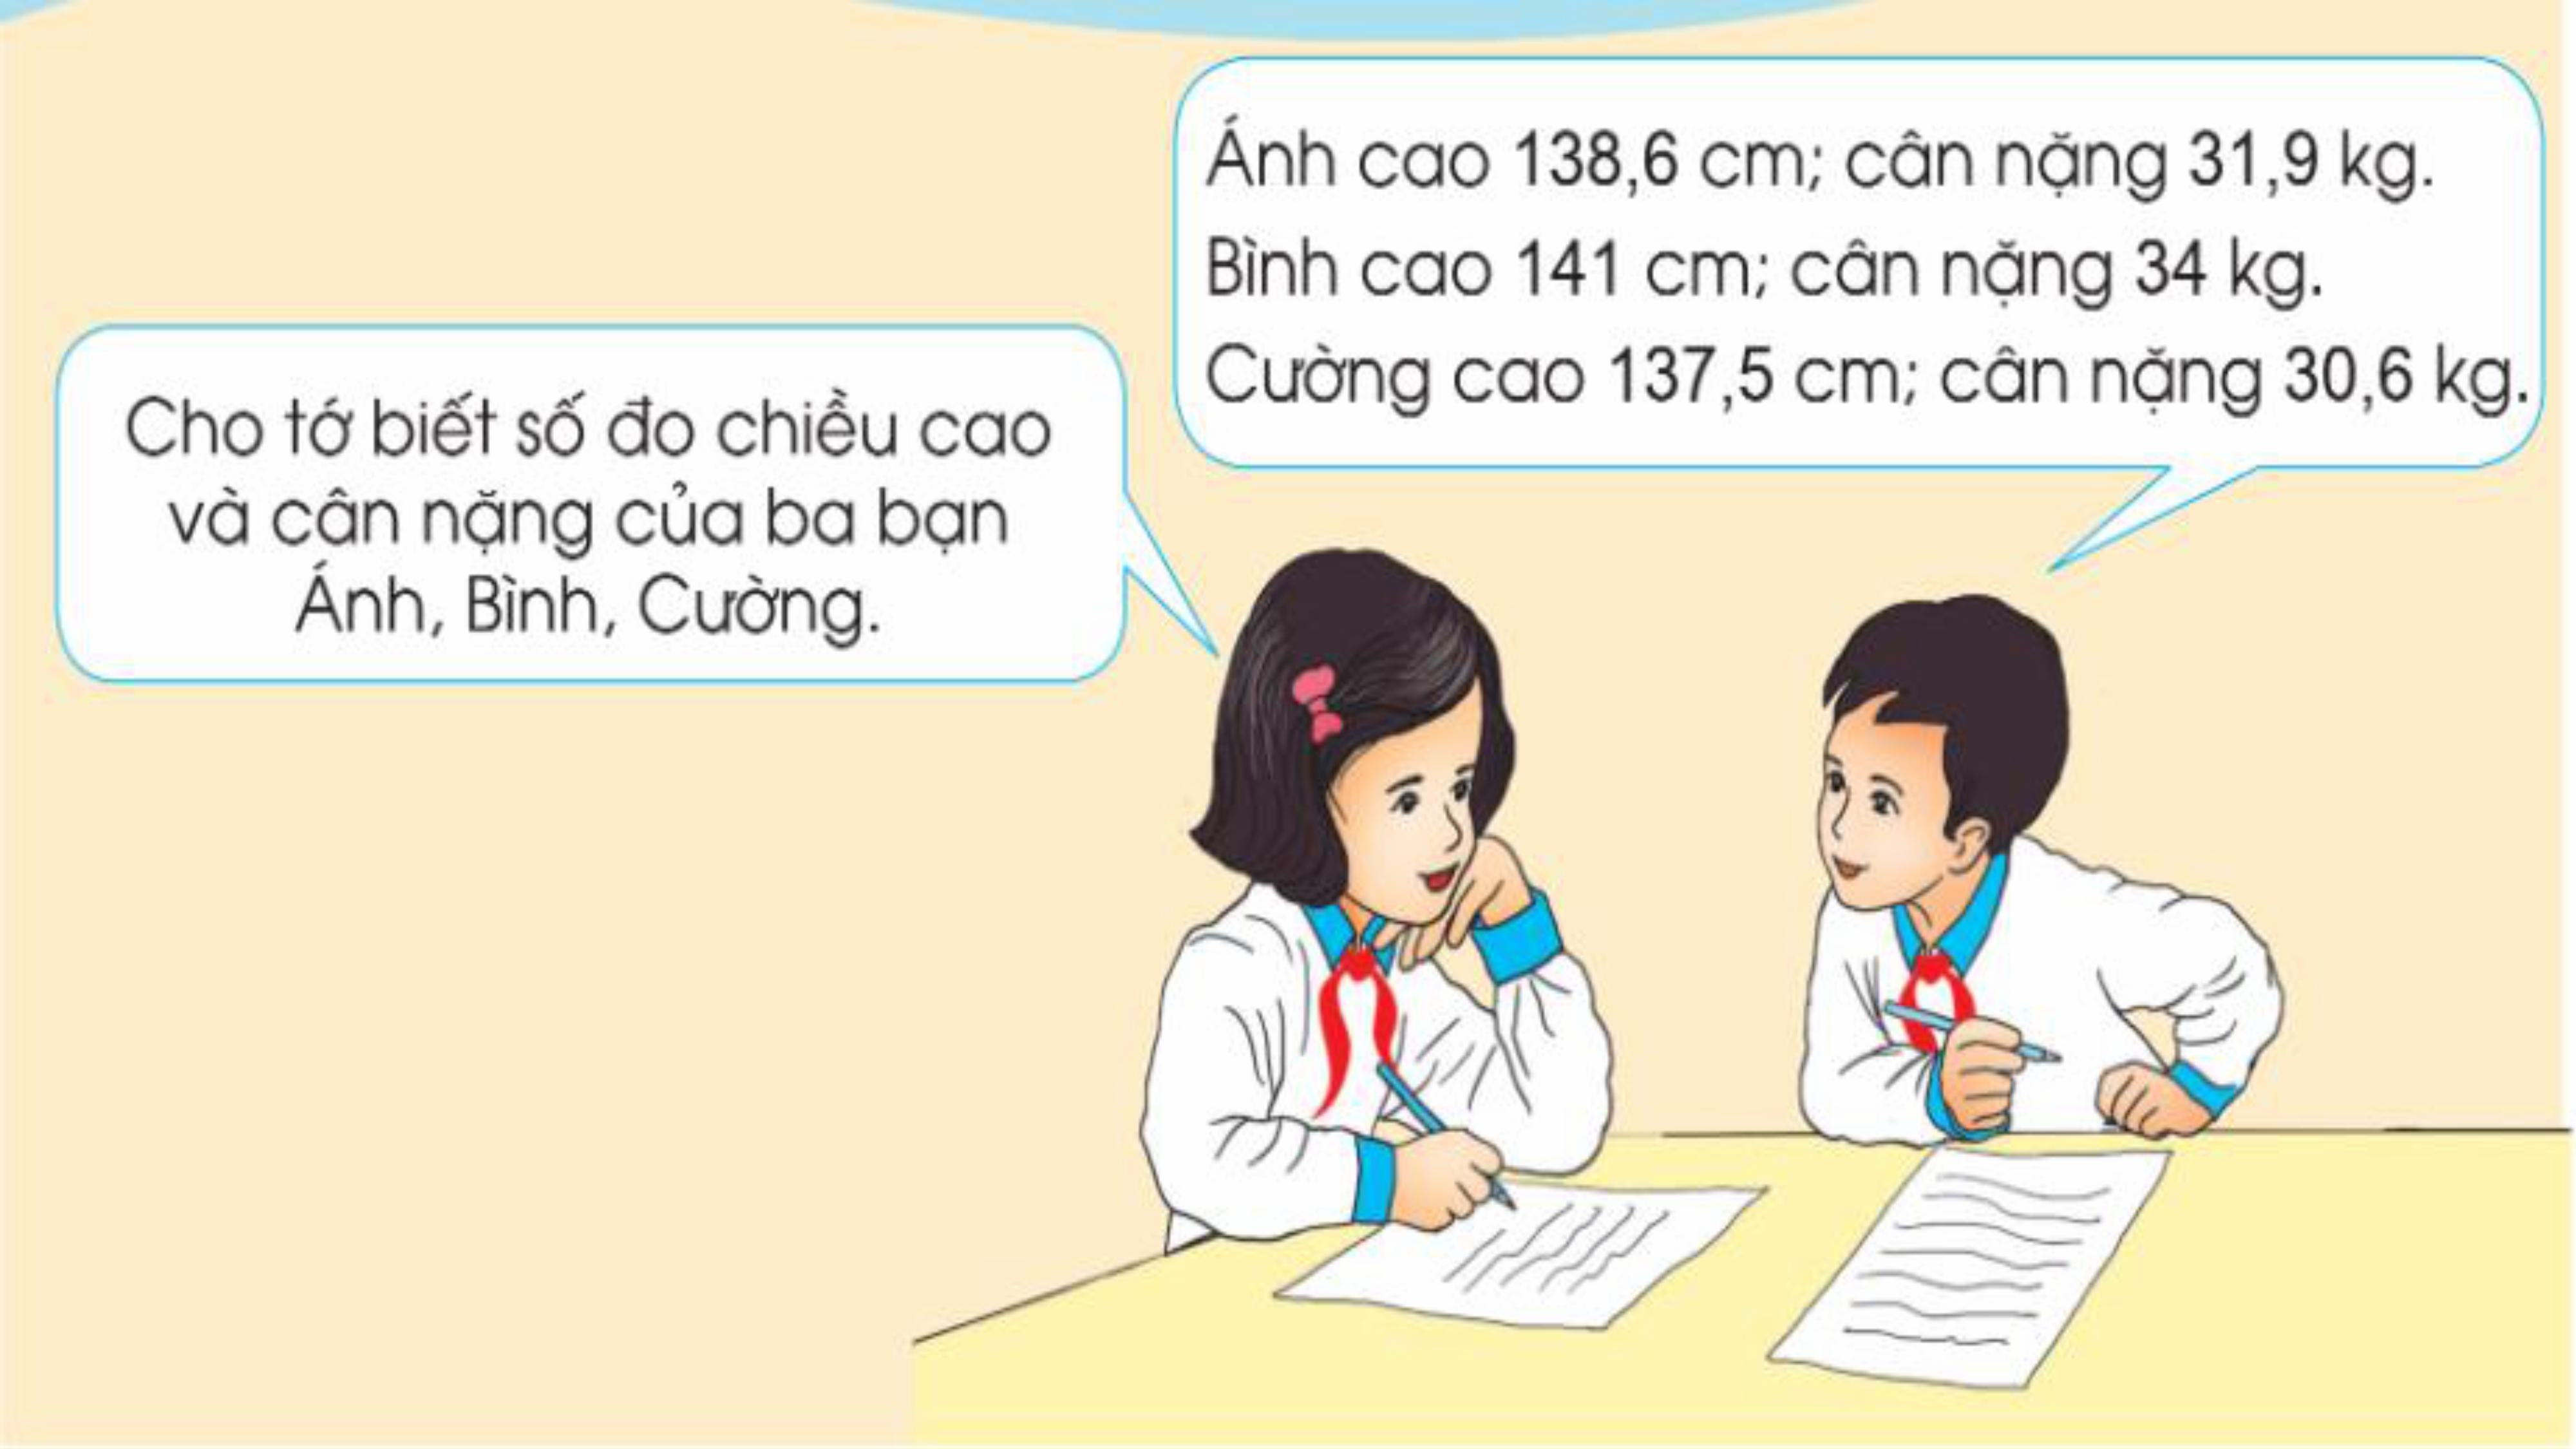 Cho tớ biết số đo chiều cao
và cân nặng của ba bạn
Ánh, Bình, Cường.
Ánh cao 138,6 cm; cân nặng 31,9 kg.
Bình cao 141 cm; cân nặng 34 kg.
Cường cao 137,5 cm; cân nặng 30,6 kg.